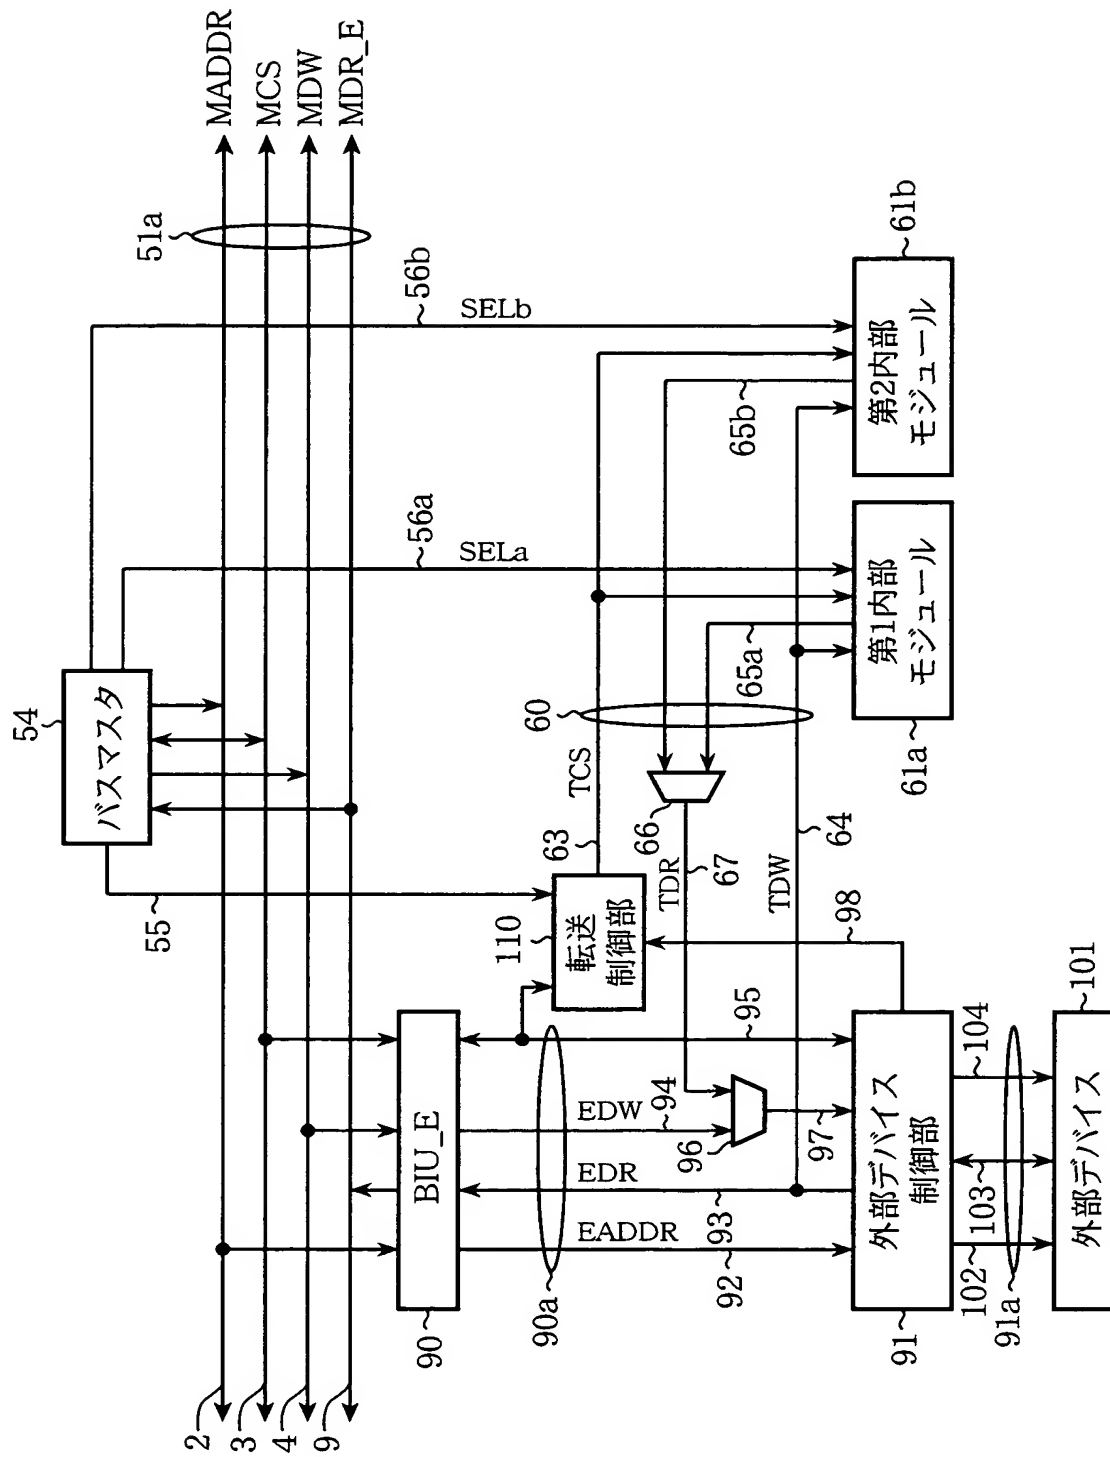 54
バスマスタ
55
MADDR
MCS
MDW
MDR_E
51a
2
3
4
9
56a
SELa
56b
SELb
90
BIU_E
90a
EADDR
92
EDR
93
EDW
94
95
96
97
98
110
転送
制御部
63
TCS
60
66
TDR
67
TDW
64
65a
65b
61a
第1内部
モジュール
61b
第2内部
モジュール
91
外部デバイス
制御部
91a
102
103
104
101
外部デバイス